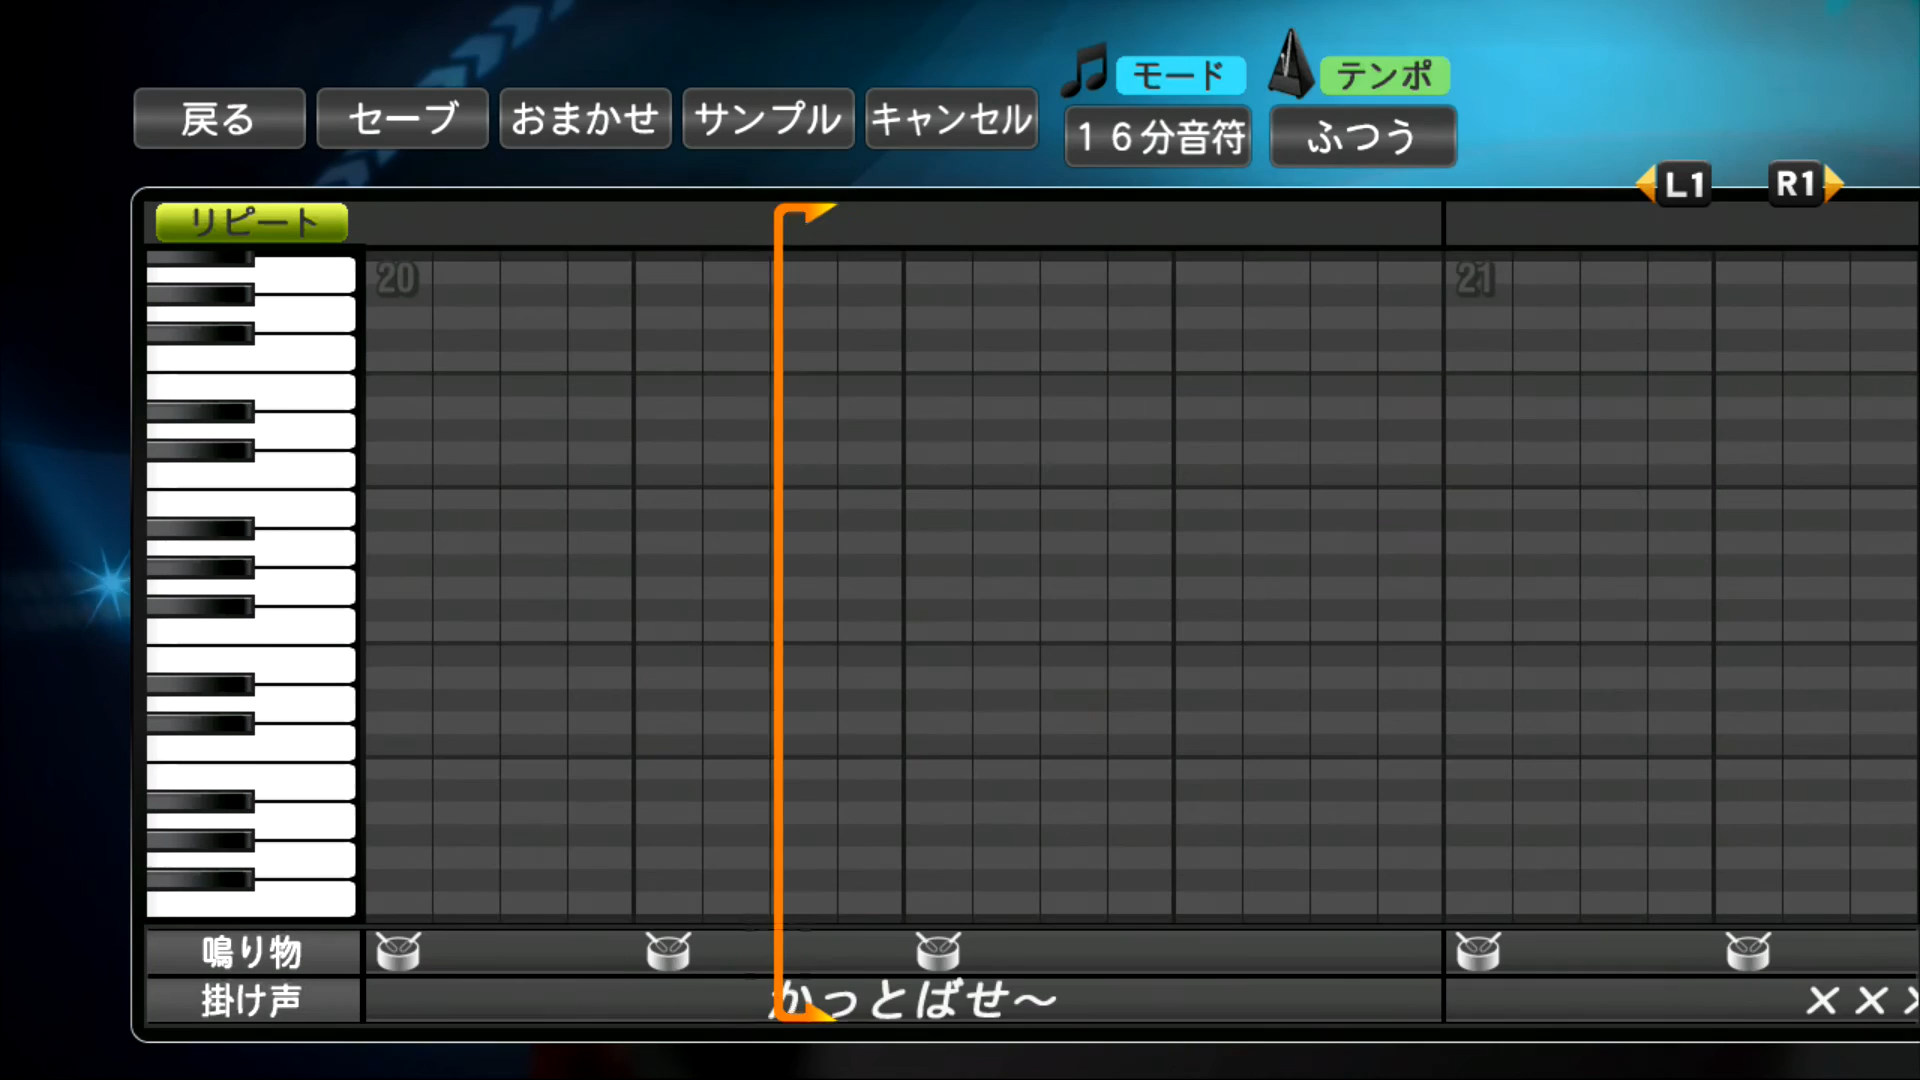 モード テンポ
戻る セーブ おまかせ サンプル キャンセル １６分音符 ふつう
L1 R1
リピート
20 21
鳴り物
掛け声 かっとばせ～ ×××